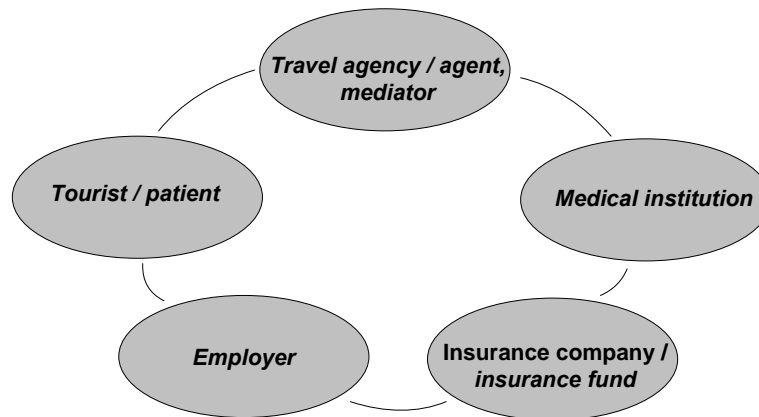 Travel agency / agent,
mediator
Tourist / patient
Medical institution
Employer
Insurance company /
insurance fund